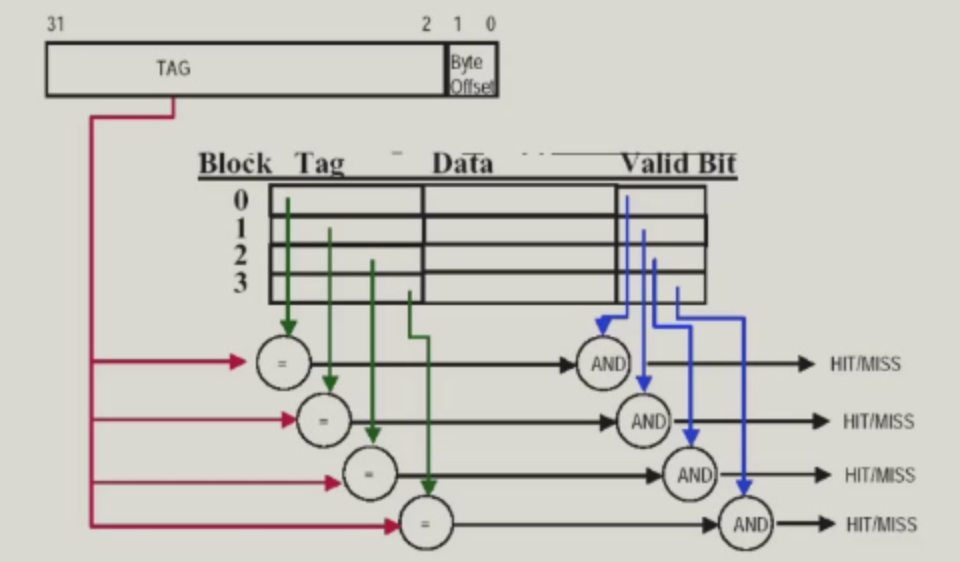 31 2 1 0
TAG Byte
Offset
Block Tag Data Valid Bit
0
1
2
3
= AND HIT/MISS
= AND HIT/MISS
= AND HIT/MISS
= AND HIT/MISS